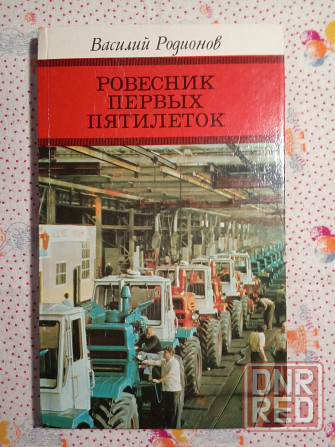 Василий Родионов
РОВЕСНИК
ПЕРВЫХ
ПЯТИЛЕТОК
DNR
RED